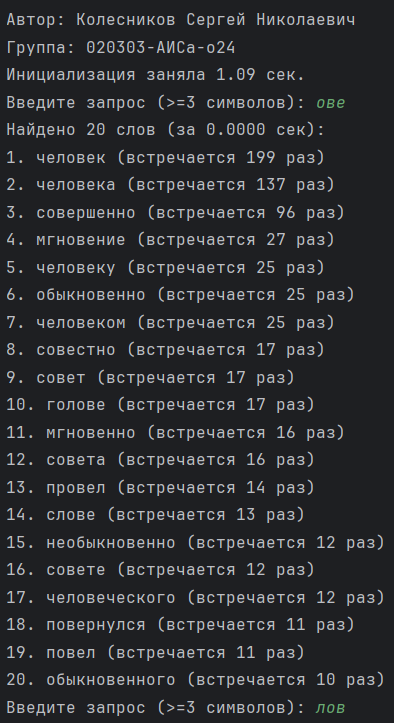 Автор: Колесников Сергей Николаевич
Группа: 020303-АИСа-о24
Инициализация заняла 1.09 сек.
Введите запрос (>=3 символов): ове
Найдено 20 слов (за 0.0000 сек):
1. человек (встречается 199 раз)
2. человека (встречается 137 раз)
3. совершенно (встречается 96 раз)
4. мгновение (встречается 27 раз)
5. человеку (встречается 25 раз)
6. обыкновенно (встречается 25 раз)
7. человеком (встречается 25 раз)
8. совестно (встречается 17 раз)
9. совет (встречается 17 раз)
10. голове (встречается 17 раз)
11. мгновенно (встречается 16 раз)
12. совета (встречается 16 раз)
13. провел (встречается 14 раз)
14. слове (встречается 13 раз)
15. необыкновенно (встречается 12 раз)
16. совете (встречается 12 раз)
17. человеческого (встречается 12 раз)
18. повернулся (встречается 11 раз)
19. повел (встречается 11 раз)
20. обыкновенного (встречается 10 раз)
Введите запрос (>=3 символов): лов